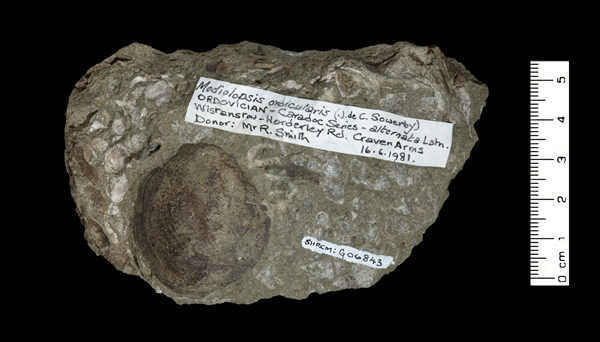 Modiolopsis orbicularis (J. de C. Sowerby)
ORDOVICIAN - Caradoc Series - alternata Lstn.
Wistanstow - Horderley Rd. Craven Arms
Donor: Mr R. Smith 16.6.1981.
SHRCM: G06843
5
4
3
2
1
0 cm